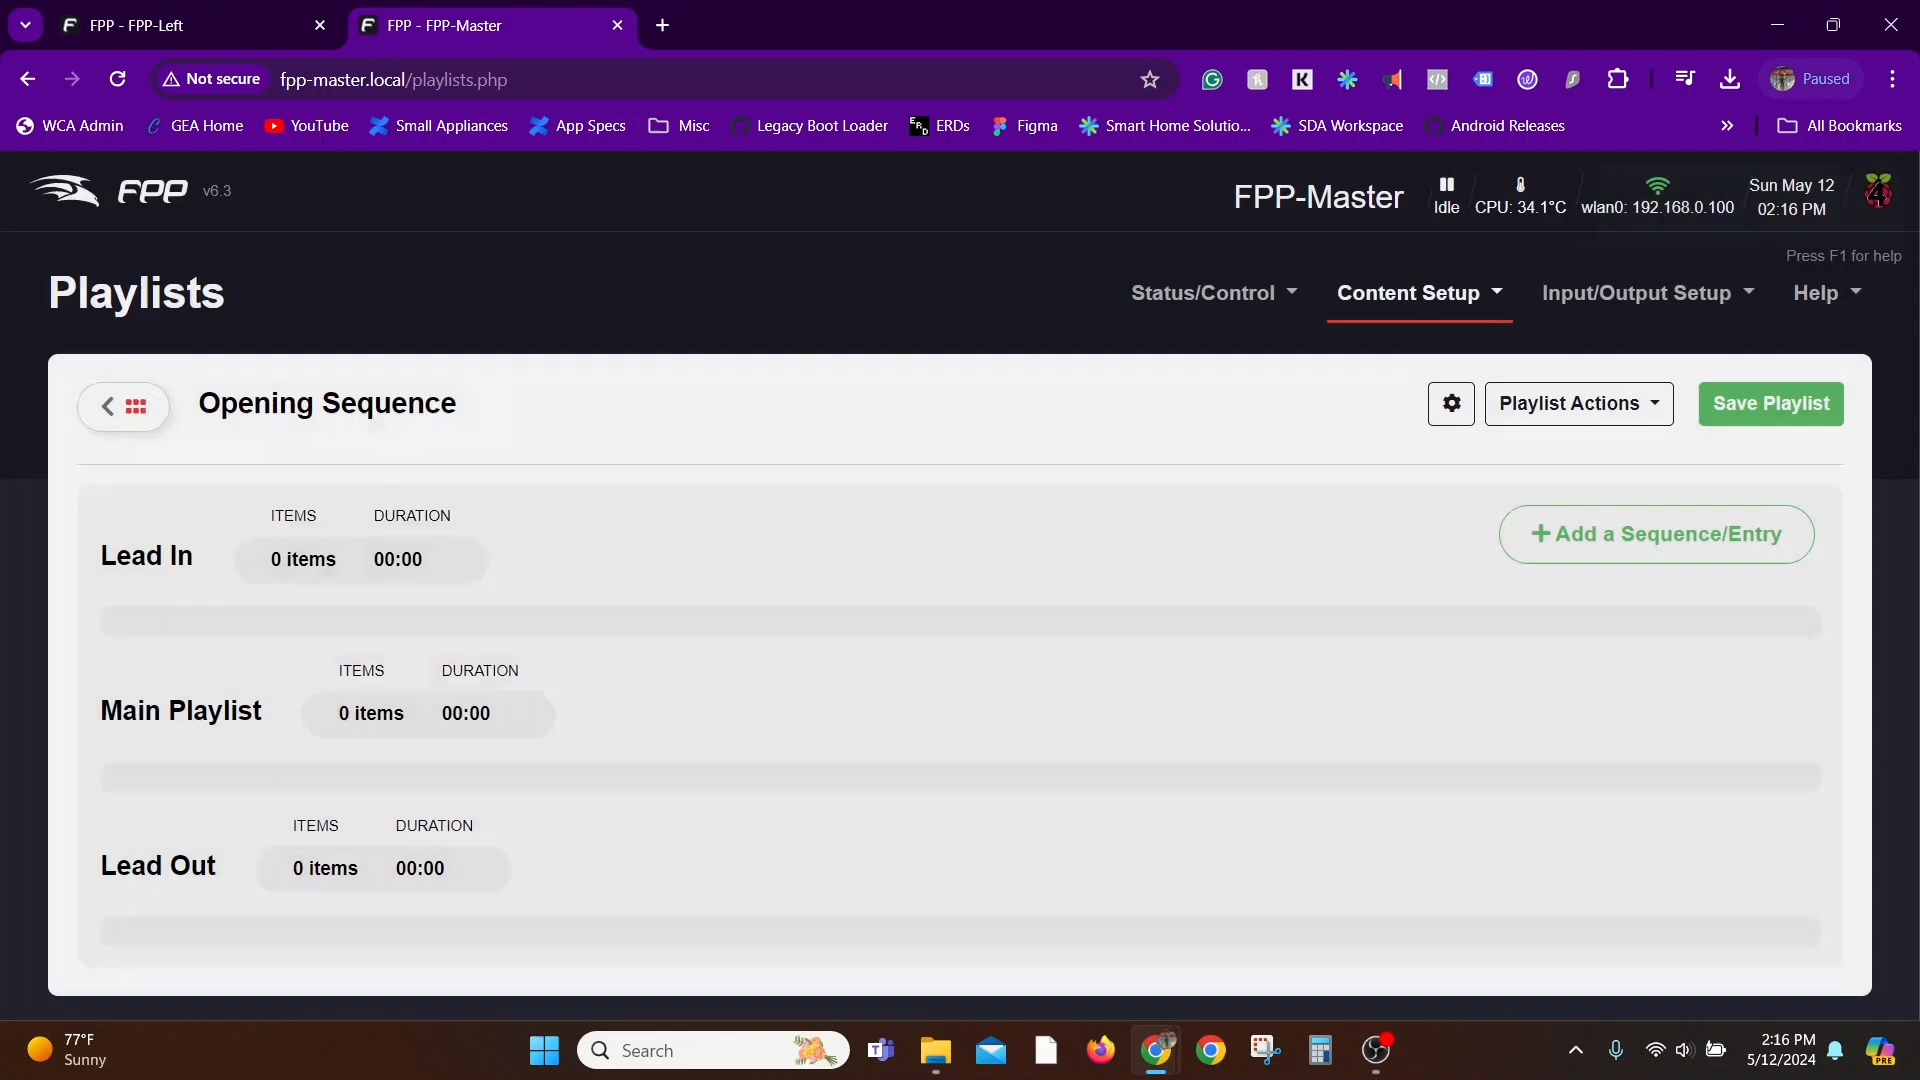 FPP - FPP-Left
FPP - FPP-Master
Not secure
fpp-master.local/playlists.php
Paused
WCA Admin
GEA Home
YouTube
Small Appliances
App Specs
Misc
Legacy Boot Loader
ERDs
Figma
Smart Home Solutio...
SDA Workspace
Android Releases
All Bookmarks
FPP v6.3
FPP-Master
Idle
CPU: 34.1°C
wlan0: 192.168.0.100
Sun May 12
02:16 PM
Press F1 for help
Playlists
Status/Control
Content Setup
Input/Output Setup
Help
Opening Sequence
Playlist Actions
Save Playlist
ITEMS DURATION
Lead In 0 items 00:00
Add a Sequence/Entry
ITEMS DURATION
Main Playlist 0 items 00:00
ITEMS DURATION
Lead Out 0 items 00:00
77°F
Sunny
Search
2:16 PM
5/12/2024
PRE